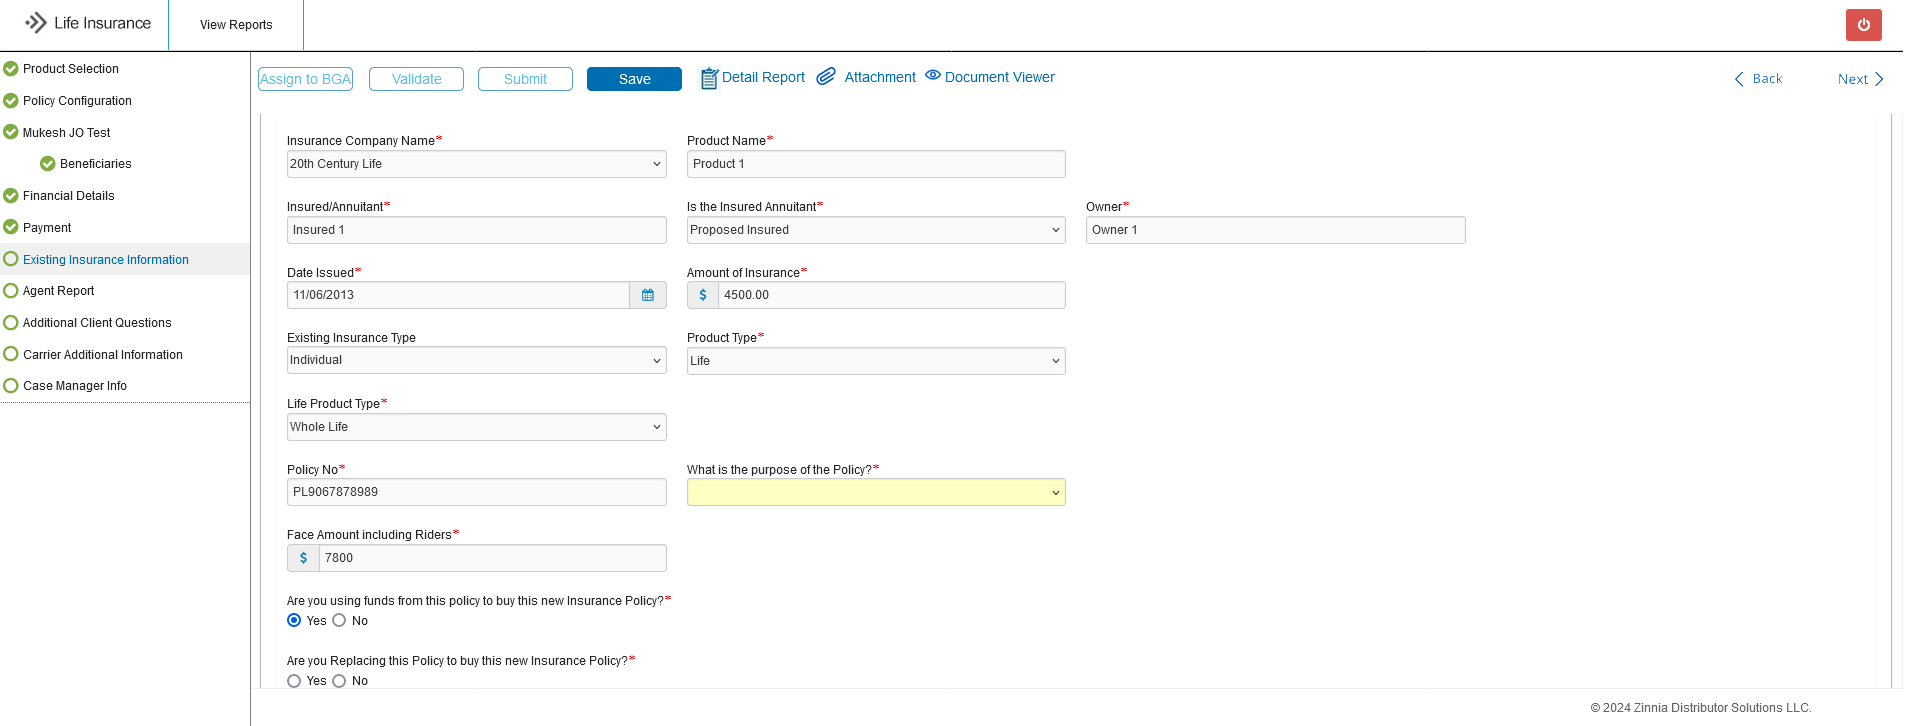 Life Insurance
View Reports
Product Selection
Policy Configuration
Mukesh JO Test
Beneficiaries
Financial Details
Payment
Existing Insurance Information
Agent Report
Additional Client Questions
Carrier Additional Information
Case Manager Info
Assign to BGA Validate Submit Save Detail Report Attachment Document Viewer Back Next
Insurance Company Name* Product Name*
20th Century Life Product 1
Insured/Annuitant* Is the Insured Annuitant* Owner*
Insured 1 Proposed Insured Owner 1
Date Issued* Amount of Insurance*
11/06/2013 $ 4500.00
Existing Insurance Type Product Type*
Individual Life
Life Product Type*
Whole Life
Policy No* What is the purpose of the Policy?*
PL9067878989
Face Amount including Riders*
$ 7800
Are you using funds from this policy to buy this new Insurance Policy?*
Yes No
Are you Replacing this Policy to buy this new Insurance Policy?*
Yes No
© 2024 Zinnia Distributor Solutions LLC.